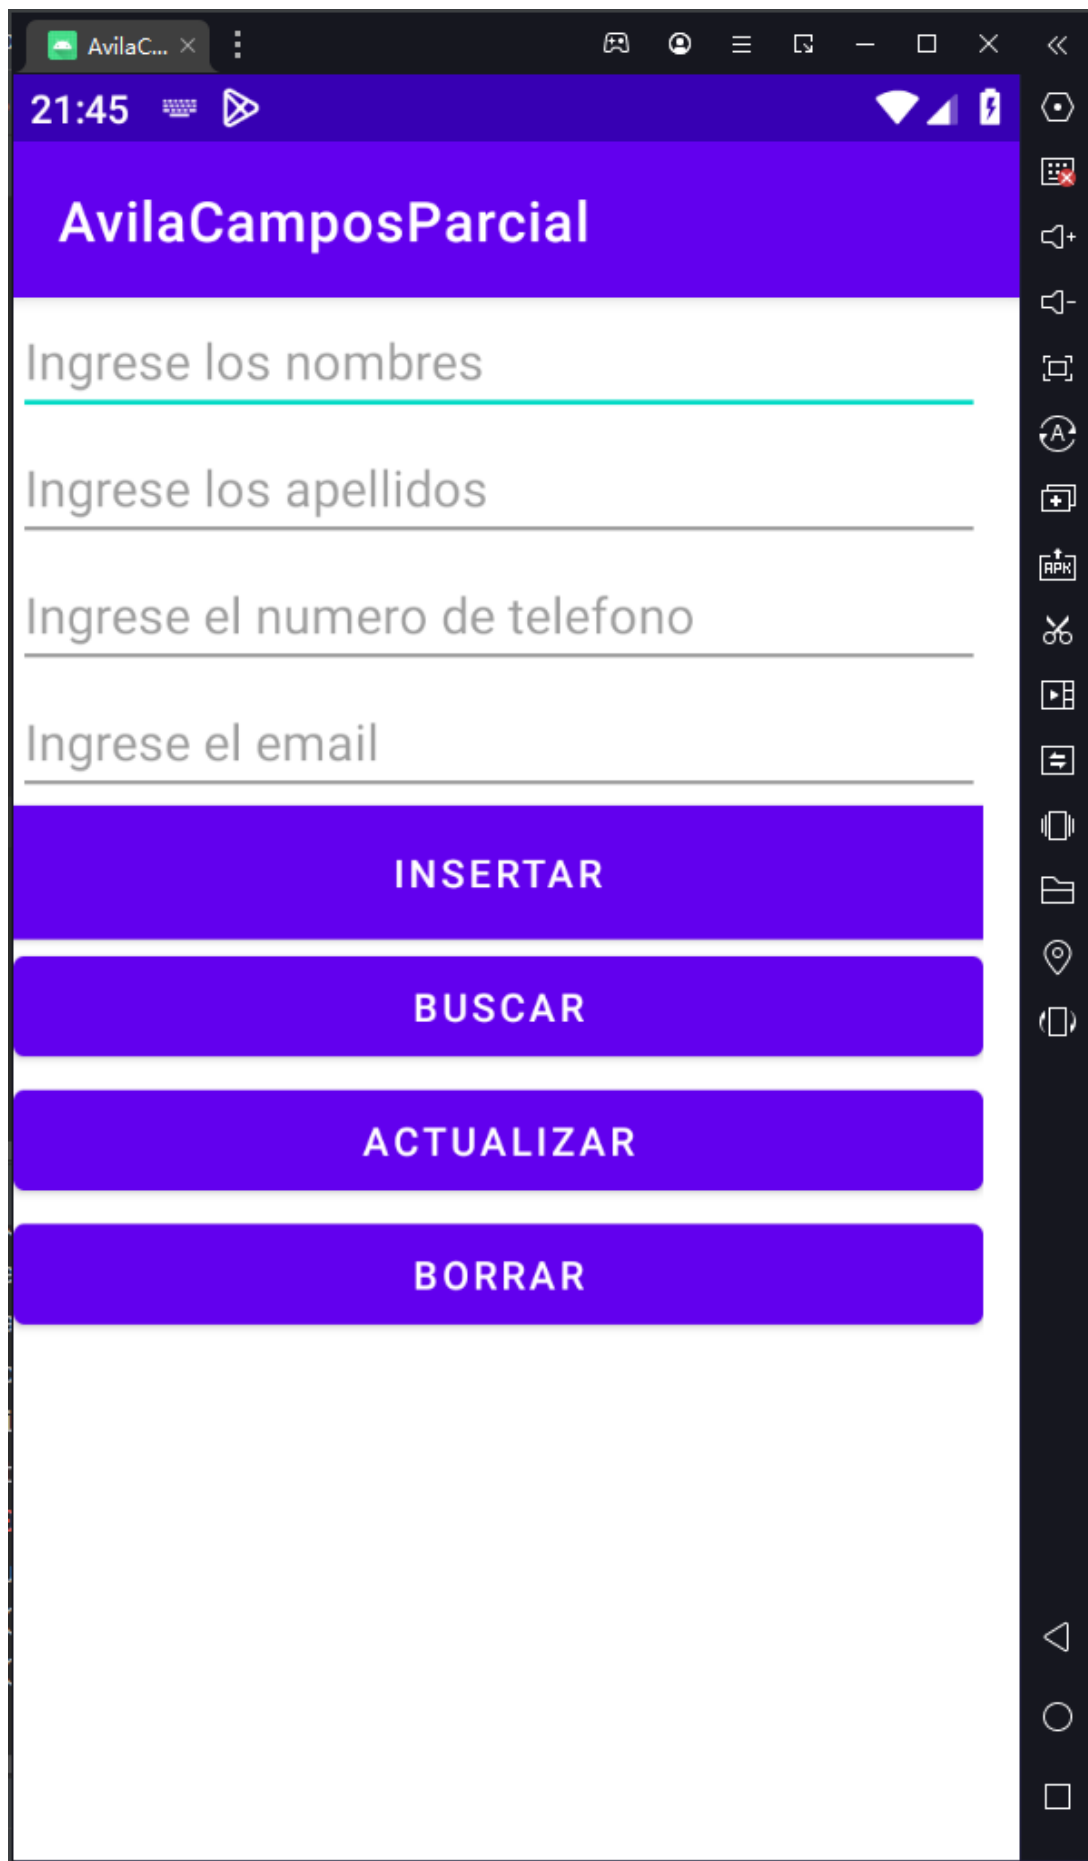 AvilaC...
21:45
AvilaCamposParcial
Ingrese los nombres
Ingrese los apellidos
Ingrese el numero de telefono
Ingrese el email
INSERTAR
BUSCAR
ACTUALIZAR
BORRAR
A
APK